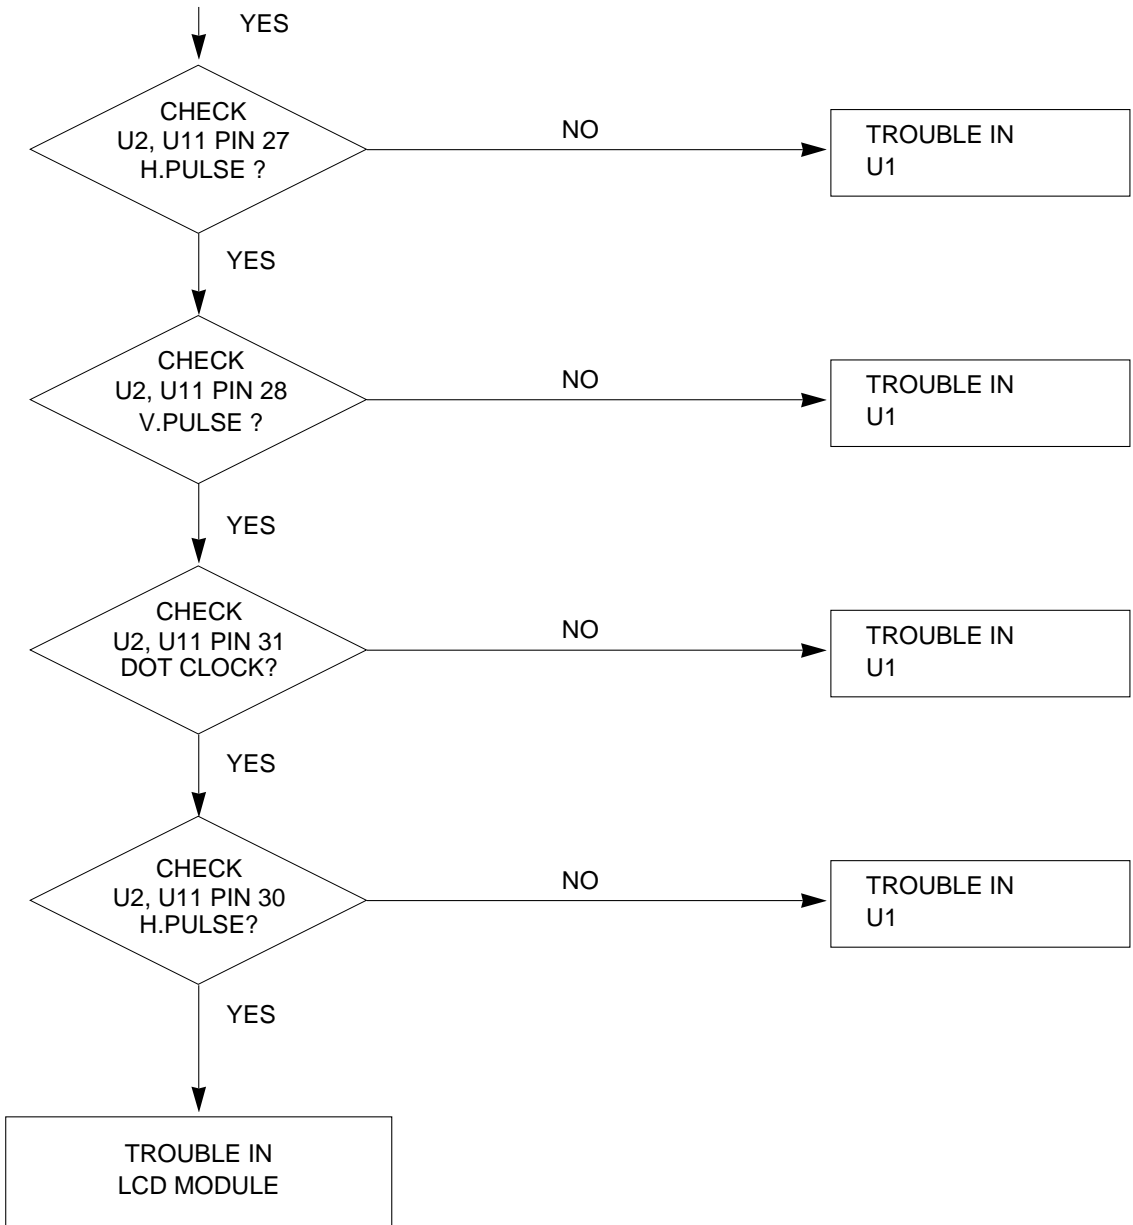 YES
CHECK
U2, U11 PIN 27
H.PULSE ?
NO
TROUBLE IN
U1
YES
CHECK
U2, U11 PIN 28
V.PULSE ?
NO
TROUBLE IN
U1
YES
CHECK
U2, U11 PIN 31
DOT CLOCK?
NO
TROUBLE IN
U1
YES
CHECK
U2, U11 PIN 30
H.PULSE?
NO
TROUBLE IN
U1
YES
TROUBLE IN
LCD MODULE